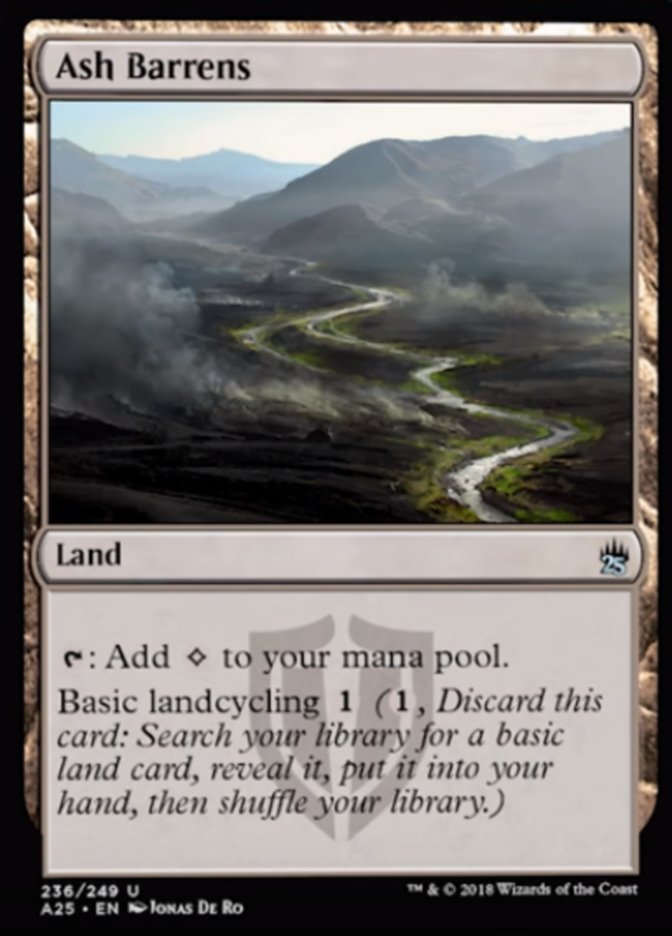 Ash Barrens
Land
25
: Add to your mana pool.
Basic landcycling 1 (1, Discard this
card: Search your library for a basic
land card, reveal it, put it into your
hand, then shuffle your library.)
236/249 U
™ & © 2018 Wizards of the Coast
A25 • EN Jonas De Ro